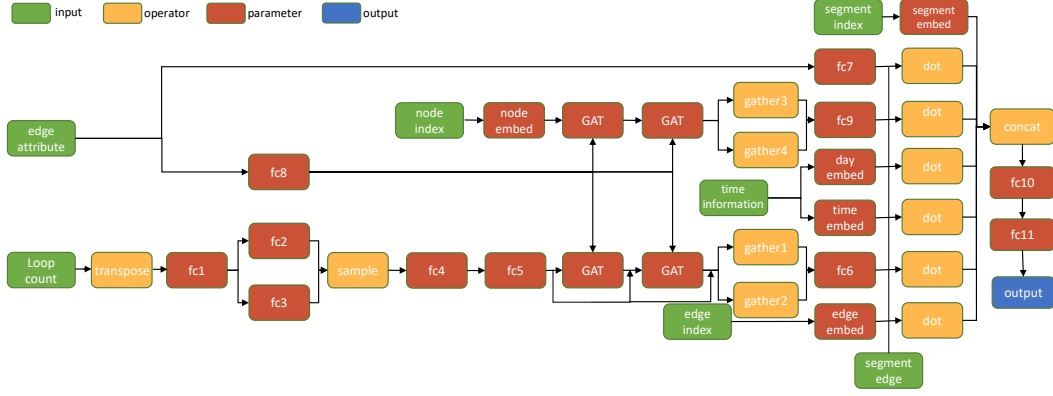 input
operator
parameter
output
segment
index
segment
embed
fc7
dot
node
index
node
embed
GAT
GAT
gather3
gather4
fc9
dot
concat
edge
attribute
fc8
time
information
day
embed
dot
fc10
time
embed
dot
fc11
Loop
count
transpose
fc1
fc2
fc3
sample
fc4
fc5
GAT
GAT
gather1
gather2
fc6
dot
output
edge
index
edge
embed
dot
segment
edge